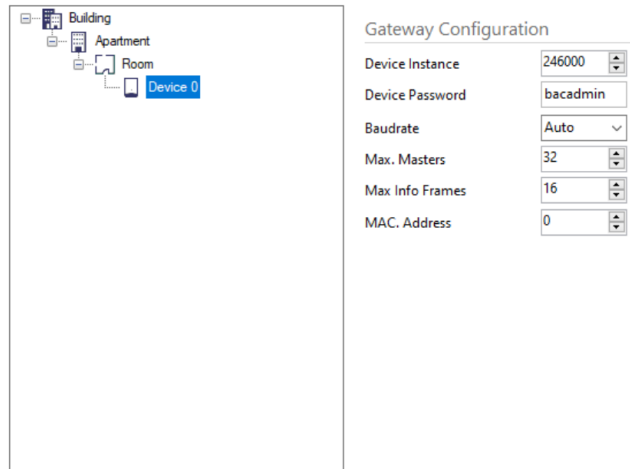 Building
Apartment
Room
Device 0
Gateway Configuration
Device Instance 246000
Device Password bacadmin
Baudrate Auto
Max. Masters 32
Max Info Frames 16
MAC. Address 0